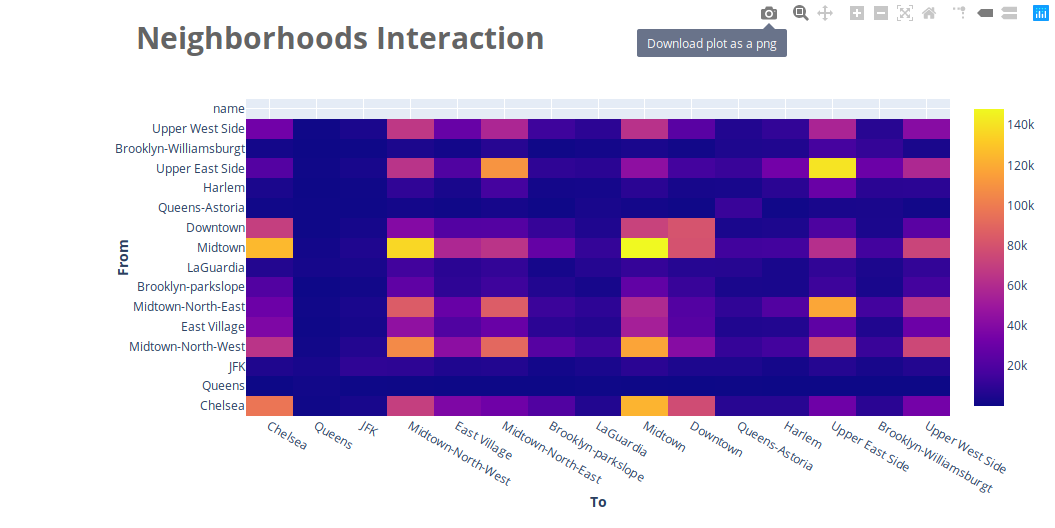 Neighborhoods Interaction
Download plot as a png
name
Upper West Side
Brooklyn-Williamsburgt
Upper East Side
Harlem
Queens-Astoria
Downtown
Midtown
LaGuardia
Brooklyn-parkslope
Midtown-North-East
East Village
Midtown-North-West
JFK
Queens
Chelsea
From
140k
120k
100k
80k
60k
40k
20k
Chelsea
Queens
JFK
Midtown-North-West
East Village
Midtown-North-East
Brooklyn-parkslope
LaGuardia
Midtown
Downtown
Queens-Astoria
Harlem
Upper East Side
Brooklyn-Williamsburgt
Upper West Side
To